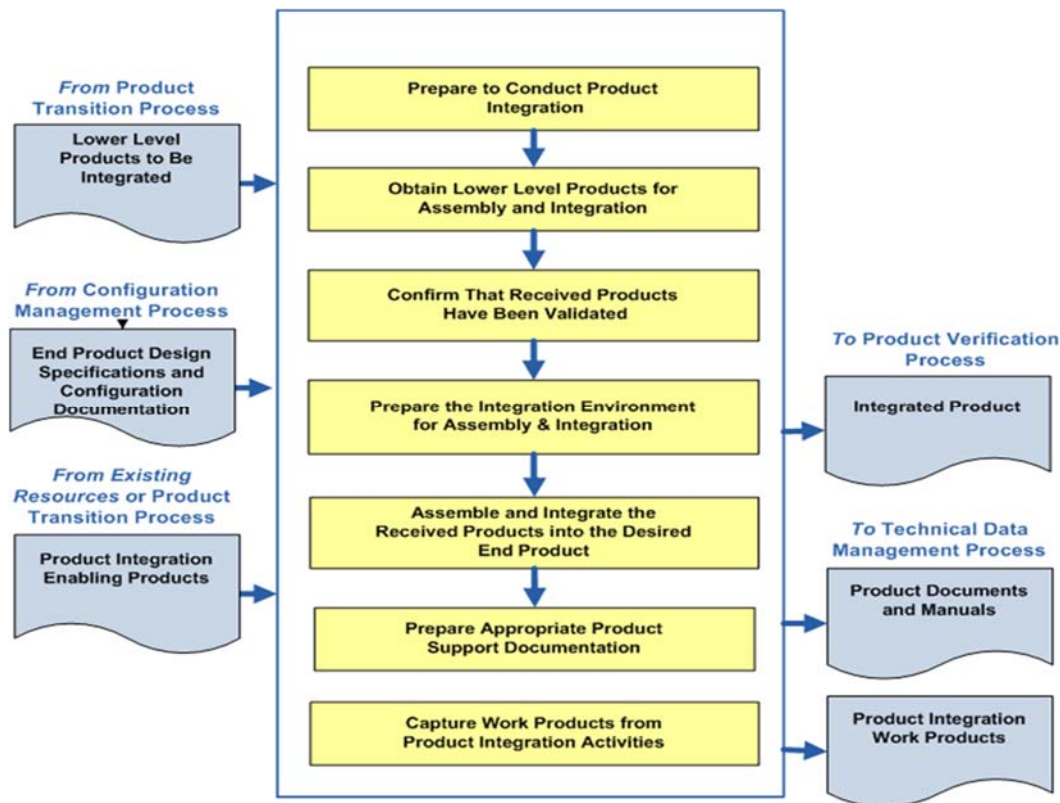 From Product
Transition Process
Lower Level
Products to Be
Integrated
From Configuration
Management Process
End Product Design
Specifications and
Configuration
Documentation
From Existing
Resources or Product
Transition Process
Product Integration
Enabling Products
Prepare to Conduct Product
Integration
Obtain Lower Level Products for
Assembly and Integration
Confirm That Received Products
Have Been Validated
Prepare the Integration Environment
for Assembly & Integration
Assemble and Integrate the
Received Products into the Desired
End Product
Prepare Appropriate Product
Support Documentation
Capture Work Products from
Product Integration Activities
To Product Verification
Process
Integrated Product
To Technical Data
Management Process
Product Documents
and Manuals
Product Integration
Work Products